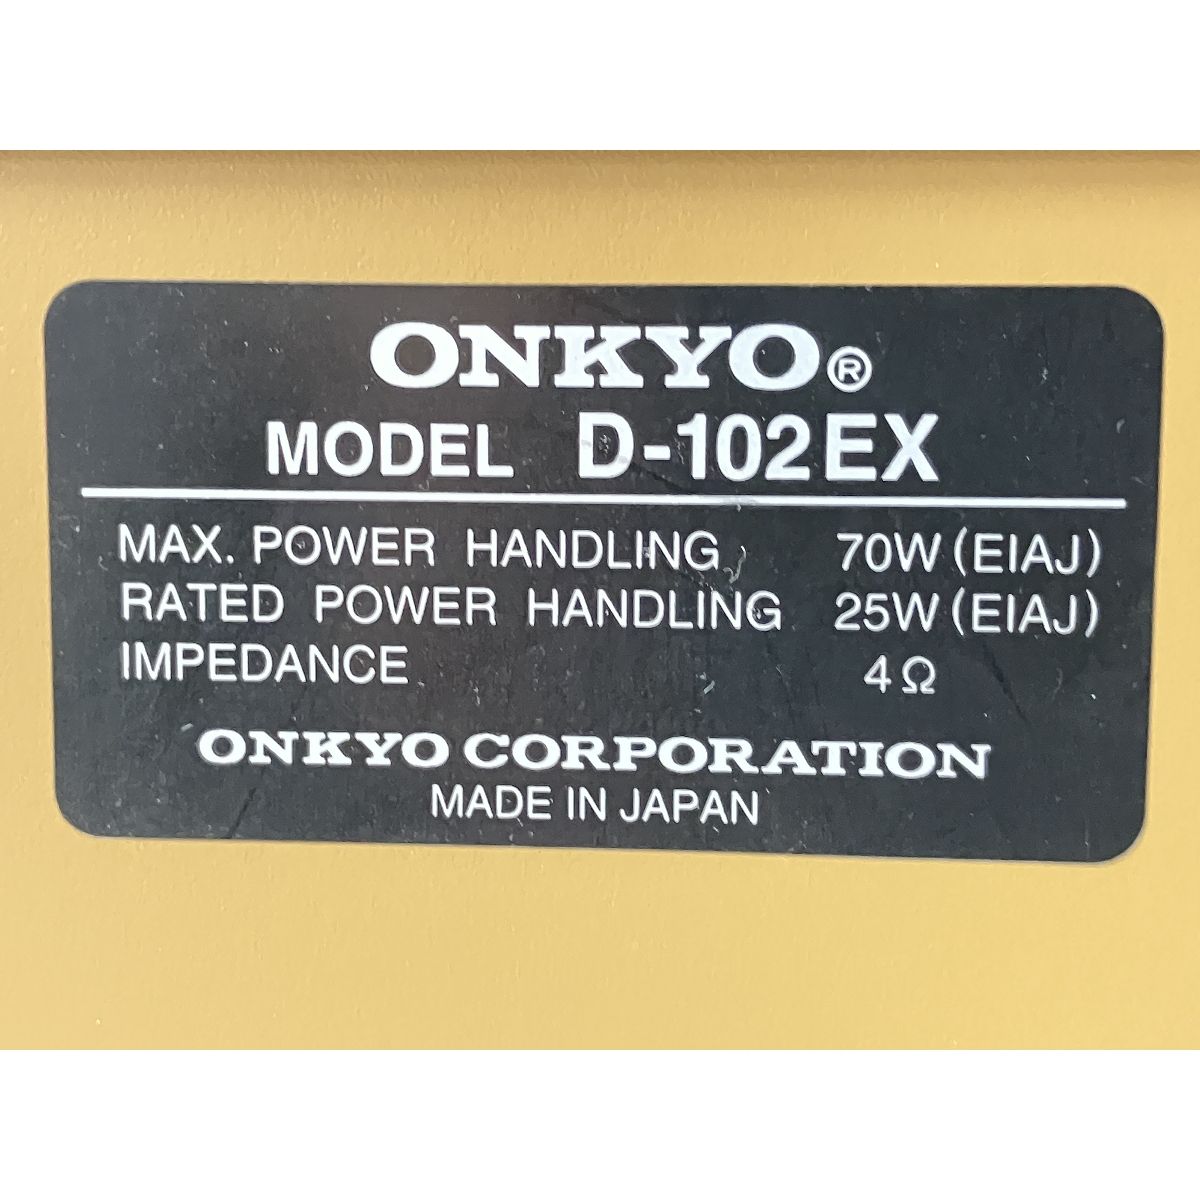 ONKYO®
MODEL D-102EX
MAX. POWER HANDLING 70W (EIAJ)
RATED POWER HANDLING 25W (EIAJ)
IMPEDANCE 4Ω
ONKYO CORPORATION
MADE IN JAPAN